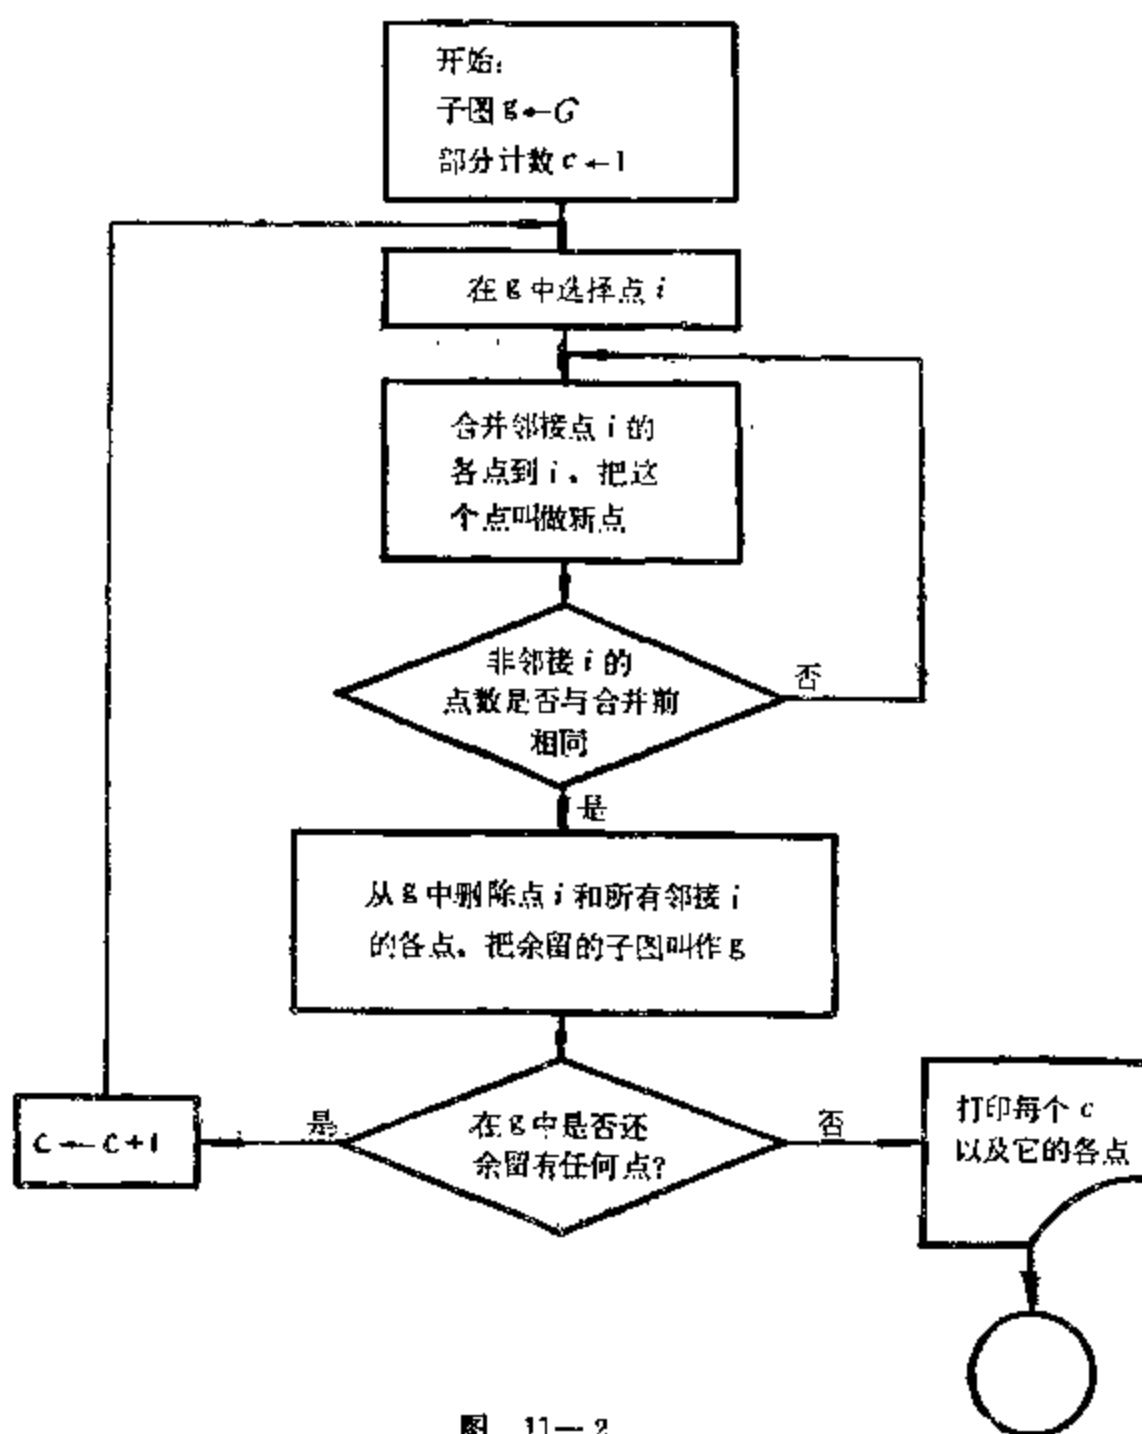 开始：
子图 g←G
部分计数 c←1
在 g 中选择点 i
合并邻接点 i 的
各点到 i，把这
个点叫做新点
非邻接 i 的
点数是否与合并前
相同
否
是
从 g 中删除点 i 和所有邻接 i
的各点，把余留的子图叫作 g
在 g 中是否还
余留有任何点？
是
c←c+1
否
打印每个 c
以及它的各点
图 11—2